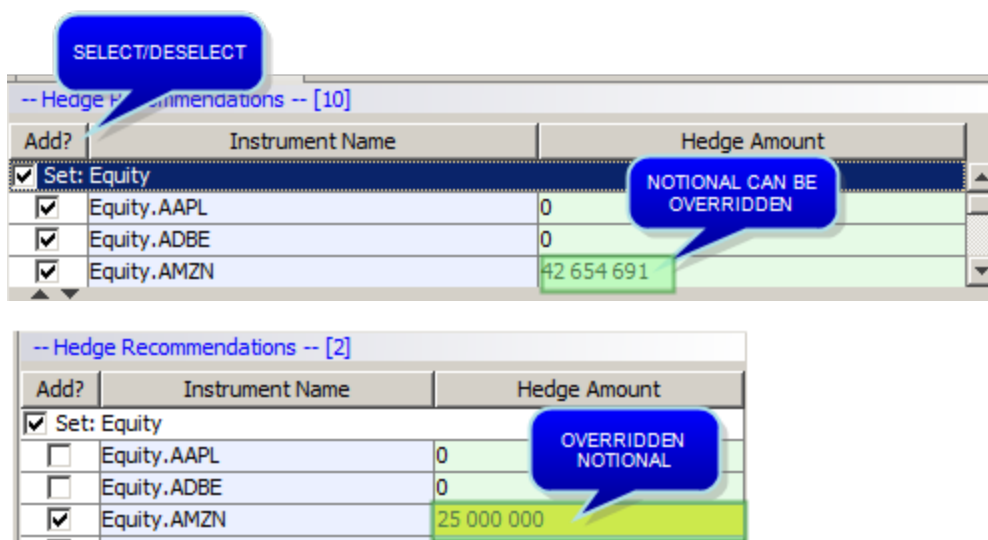 SELECT/DESELECT
-- Hedge Recommendations -- [10]
Add? Instrument Name Hedge Amount
Set: Equity
NOTIONAL CAN BE
OVERRIDDEN
Equity.AAPL 0
Equity.ADBE 0
Equity.AMZN 42 654 691
-- Hedge Recommendations -- [2]
Add? Instrument Name Hedge Amount
Set: Equity
OVERRIDDEN
NOTIONAL
Equity.AAPL 0
Equity.ADBE 0
Equity.AMZN 25 000 000